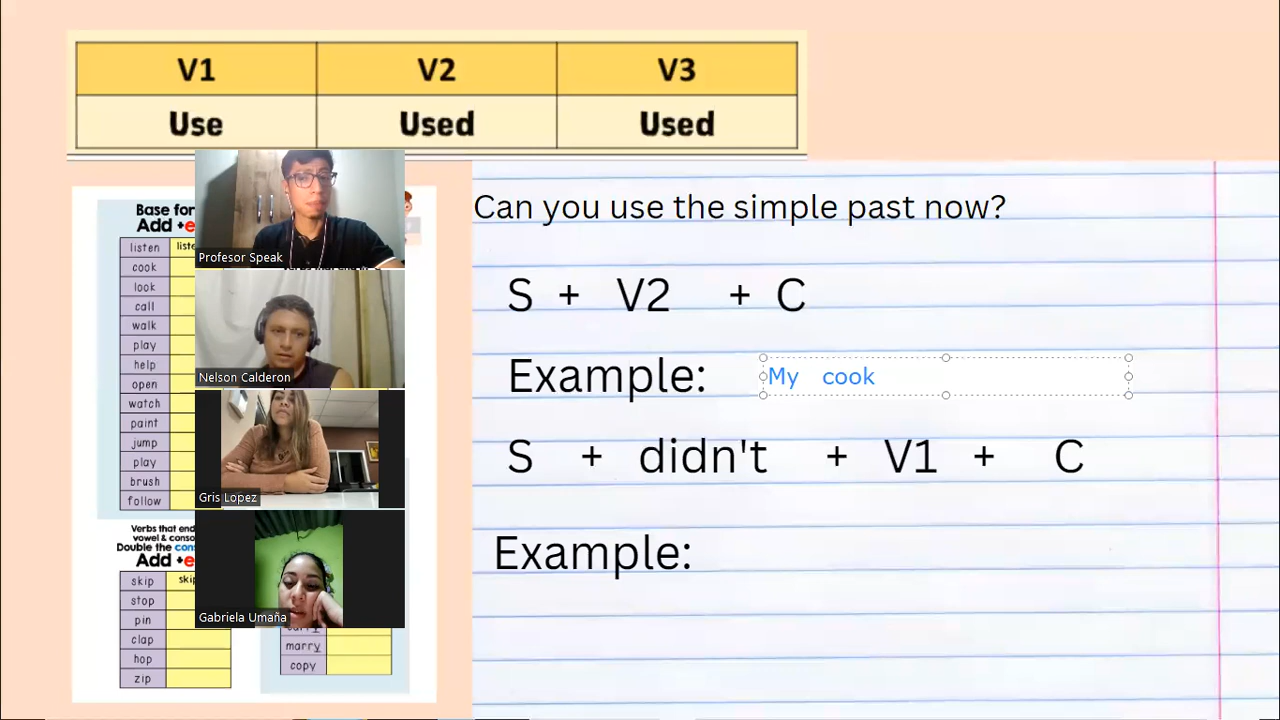 V1 V2 V3
Use Used Used
Can you use the simple past now?
S + V2 + C
Example: My cook
S + didn't + V1 + C
Example:
Profesor Speak
Nelson Calderon
Gris Lopez
Gabriela Umaña
Base for
Add +e
listen liste
cook
look
call
walk
play
help
open
watch
paint
jump
play
brush
follow
Verbs that end
vowel & conso
Double the con
Add +e
skip skip
stop
pin
clap
hop
zip
marry
copy